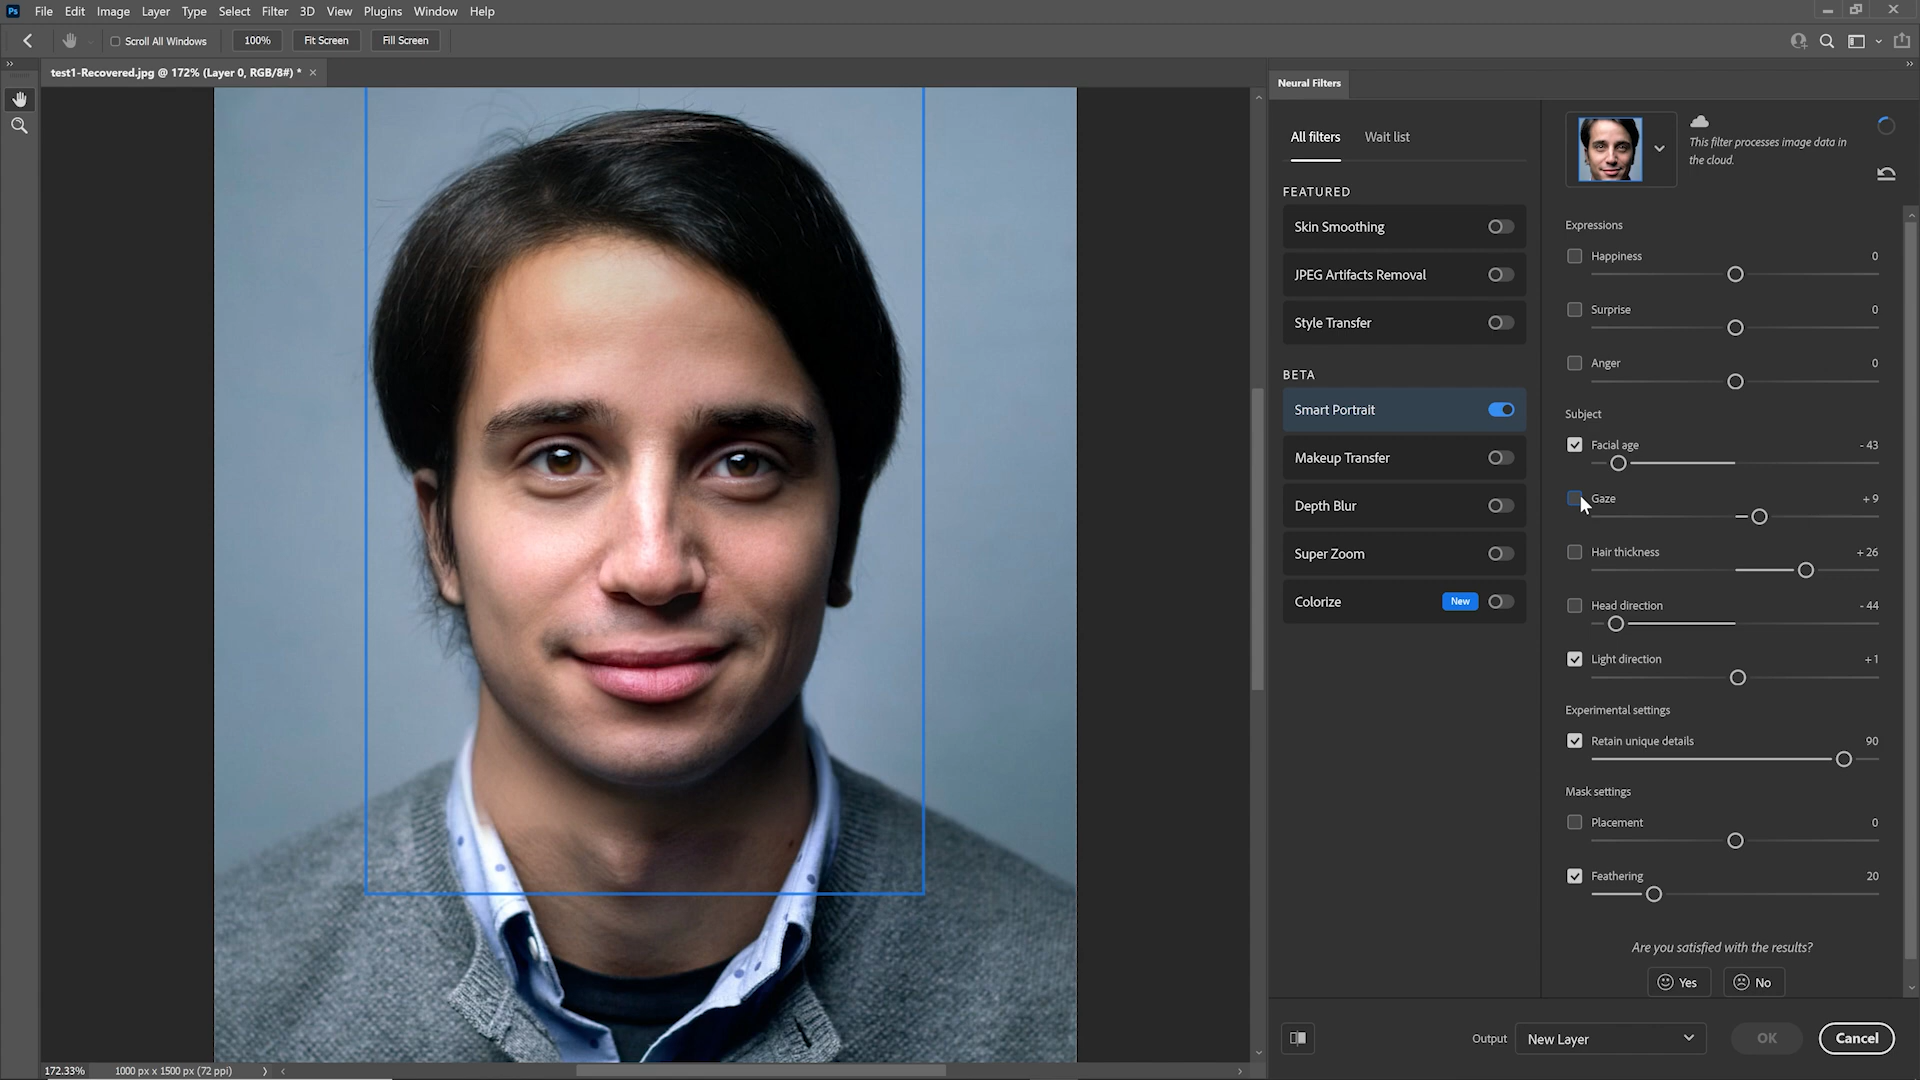 Ps File Edit Image Layer Type Select Filter 3D View Plugins Window Help
Scroll All Windows 100% Fit Screen Fill Screen
test1-Recovered.jpg @ 172% (Layer 0, RGB/8#) *
Neural Filters
All filters Wait list
FEATURED
Skin Smoothing
JPEG Artifacts Removal
Style Transfer
BETA
Smart Portrait
Makeup Transfer
Depth Blur
Super Zoom
Colorize New
This filter processes image data in
the cloud.
Expressions
Happiness 0
Surprise 0
Anger 0
Subject
Facial age - 43
Gaze + 9
Hair thickness + 26
Head direction - 44
Light direction + 1
Experimental settings
Retain unique details 90
Mask settings
Placement 0
Feathering 20
Are you satisfied with the results?
Yes No
Output New Layer OK Cancel
172.33% 1000 px x 1500 px (72 ppi)